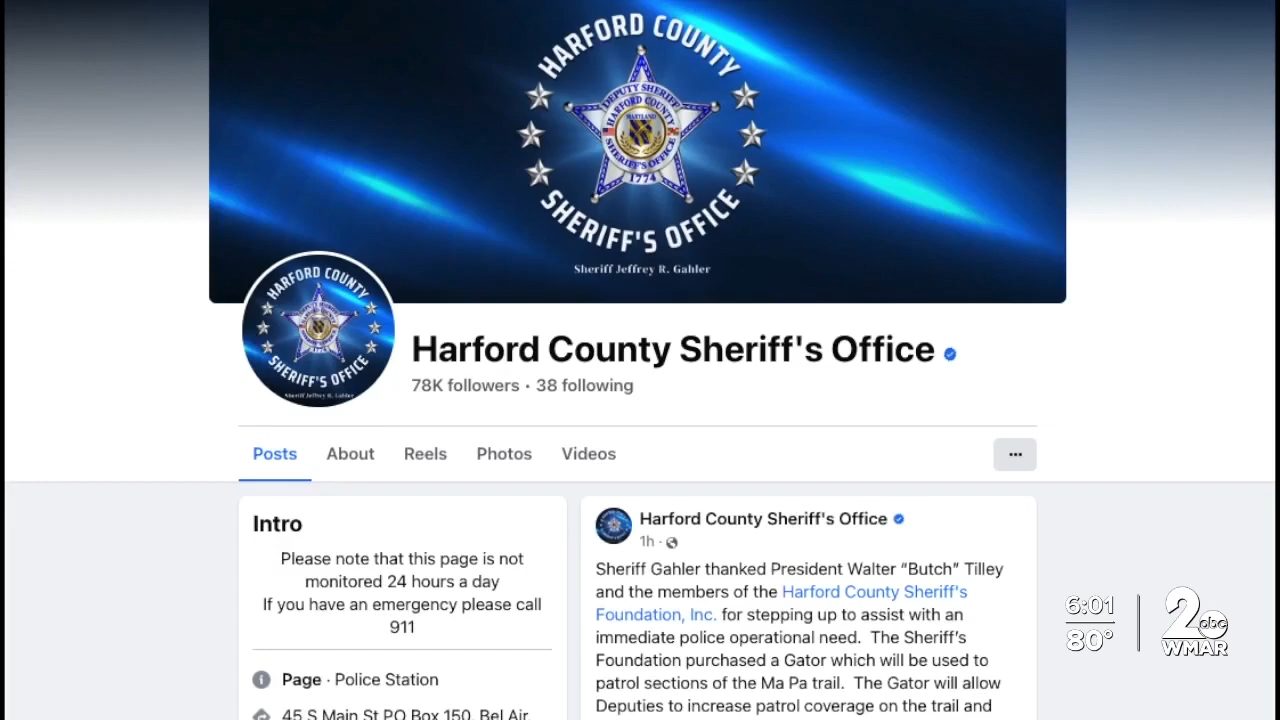 HARFORD COUNTY
DEPUTY SHERIFF
HARFORD COUNTY
MARYLAND
SHERIFF'S OFFICE
1774
SHERIFF'S OFFICE
Sheriff Jeffrey R. Gahler
HARFORD COUNTY
SHERIFF'S OFFICE
Sheriff Jeffrey R. Gahler
Harford County Sheriff's Office
78K followers · 38 following
Posts About Reels Photos Videos ...
Intro
Please note that this page is not
monitored 24 hours a day
If you have an emergency please call
911
Page · Police Station
45 S Main St PO Box 150, Bel Air,
Harford County Sheriff's Office
1h ·
Sheriff Gahler thanked President Walter “Butch” Tilley
and the members of the Harford County Sheriff's
Foundation, Inc. for stepping up to assist with an
immediate police operational need. The Sheriff's
Foundation purchased a Gator which will be used to
patrol sections of the Ma Pa trail. The Gator will allow
Deputies to increase patrol coverage on the trail and
6:01
80°
2 abc
WMAR